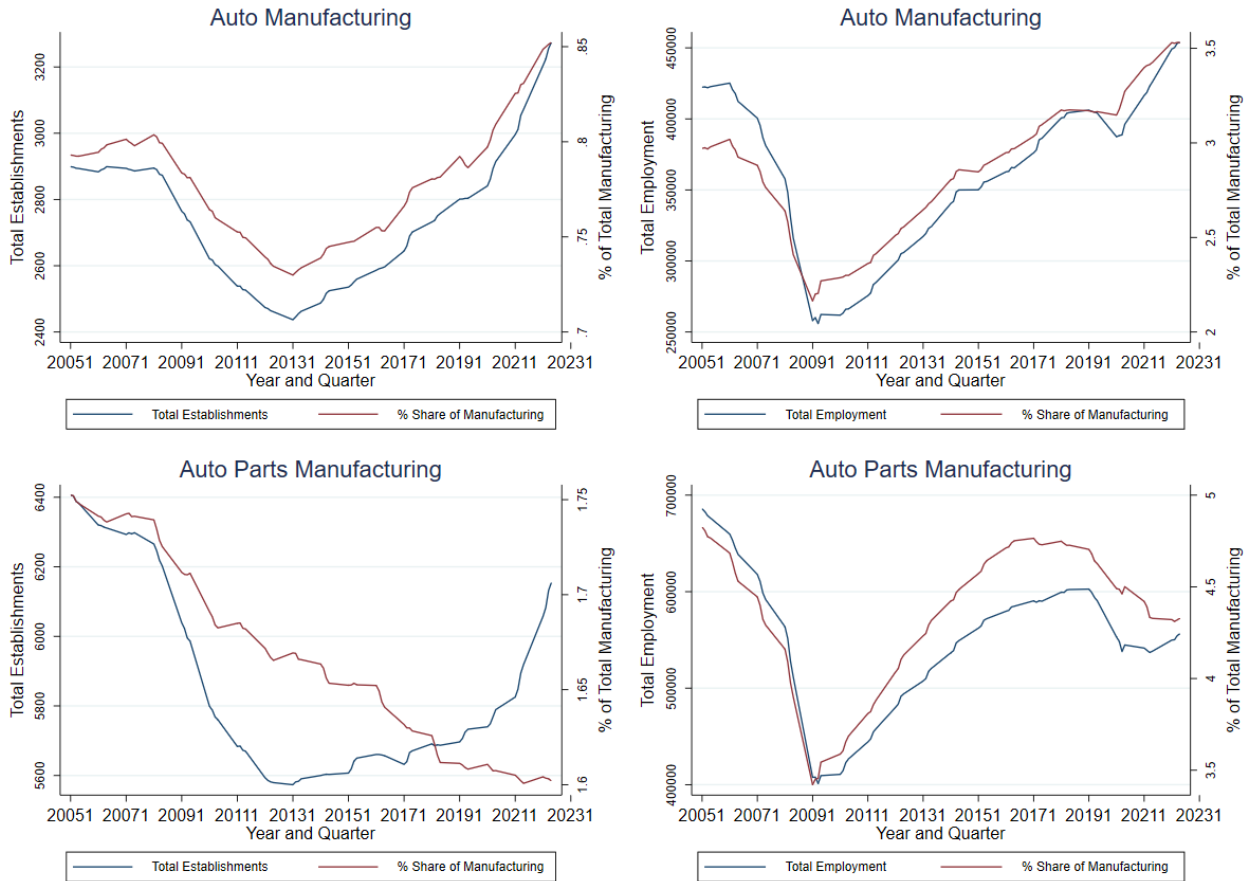 Auto Manufacturing
Total Establishments
2400 2600 2800 3000 3200
% of Total Manufacturing
.7 .75 .8 .85
20051 20071 20091 20111 20131 20151 20171 20191 20211 20231
Year and Quarter
Total Establishments % Share of Manufacturing
Auto Manufacturing
Total Employment
250000 300000 350000 400000 450000
% of Total Manufacturing
2 2.5 3 3.5
20051 20071 20091 20111 20131 20151 20171 20191 20211 20231
Year and Quarter
Total Employment % Share of Manufacturing
Auto Parts Manufacturing
Total Establishments
5600 5800 6000 6200 6400
% of Total Manufacturing
1.6 1.65 1.7 1.75
20051 20071 20091 20111 20131 20151 20171 20191 20211 20231
Year and Quarter
Total Establishments % Share of Manufacturing
Auto Parts Manufacturing
Total Employment
400000 500000 600000 700000
% of Total Manufacturing
3.5 4 4.5 5
20051 20071 20091 20111 20131 20151 20171 20191 20211 20231
Year and Quarter
Total Employment % Share of Manufacturing